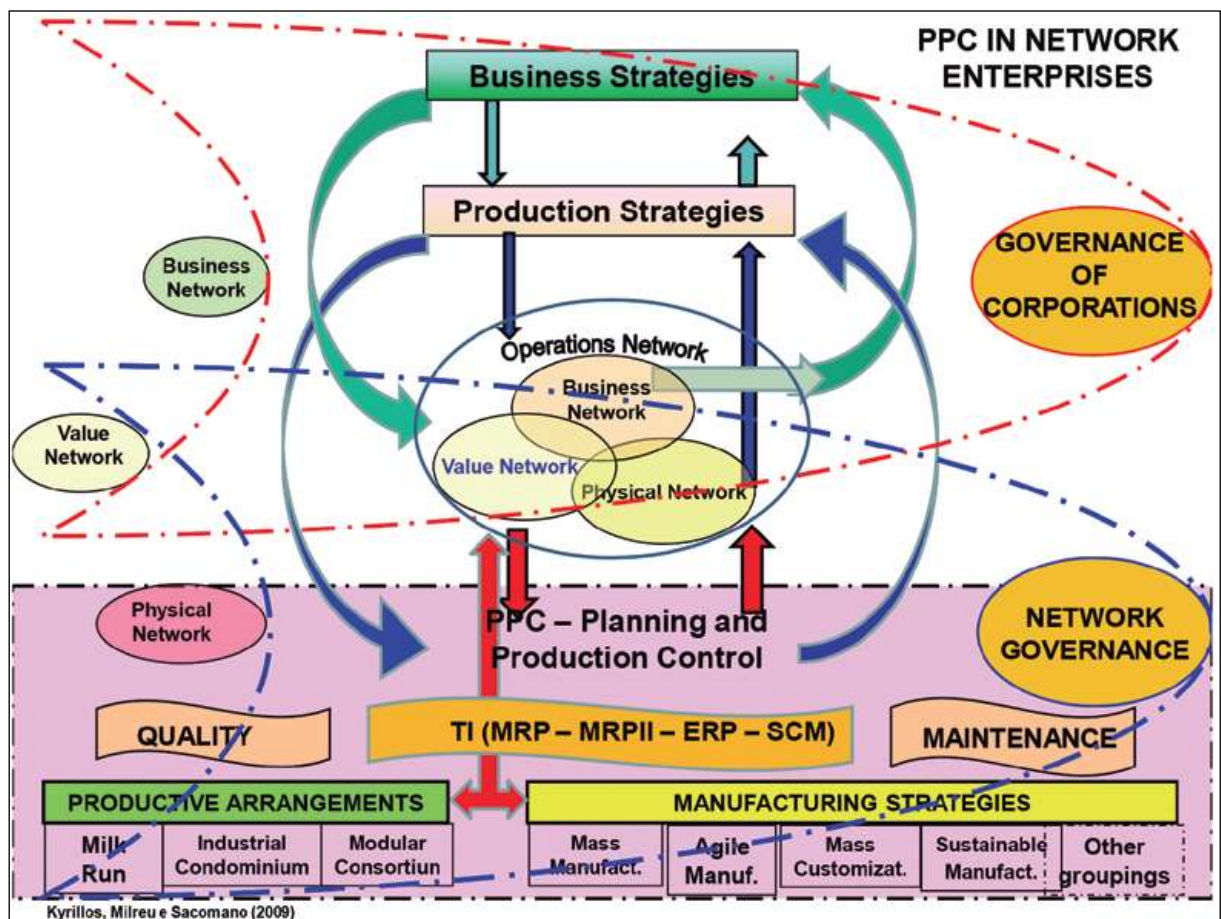 PPC IN NETWORK
ENTERPRISES
Business Strategies
Production Strategies
Business
Network
GOVERNANCE
OF
CORPORATIONS
Operations Network
Business
Network
Value
Network
Value Network
Physical Network
Physical
Network
PPC – Planning and
Production Control
NETWORK
GOVERNANCE
QUALITY
TI (MRP – MRPII – ERP – SCM)
MAINTENANCE
PRODUCTIVE ARRANGEMENTS
MANUFACTURING STRATEGIES
Milk
Run
Industrial
Condominium
Modular
Consortiun
Mass
Manufact.
Agile
Manuf.
Mass
Customizat.
Sustainable
Manufact.
Other
groupings
Kyrillos, Milreu e Sacomano (2009)